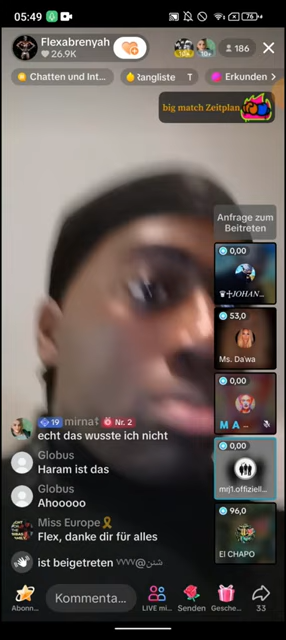 05:49
76
Flexabrenyah
26.9K
10+
186
Chatten und Int...
Rangliste T
Erkunden
big match Zeitplan
Anfrage zum
Beitreten
0,00
JOHAN...
53,0
Ms. Da'wa
0,00
M A ..
0,00
mrj1.offiziell...
96,0
El CHAPO
19 mirnat Nr. 2
echt das wusste ich nicht
Globus
Haram ist das
Globus
Ahooooo
Miss Europe
Flex, danke dir für alles
ist beigetreten
Abonn...
Kommenta...
LIVE mi...
Senden
Gesche...
33